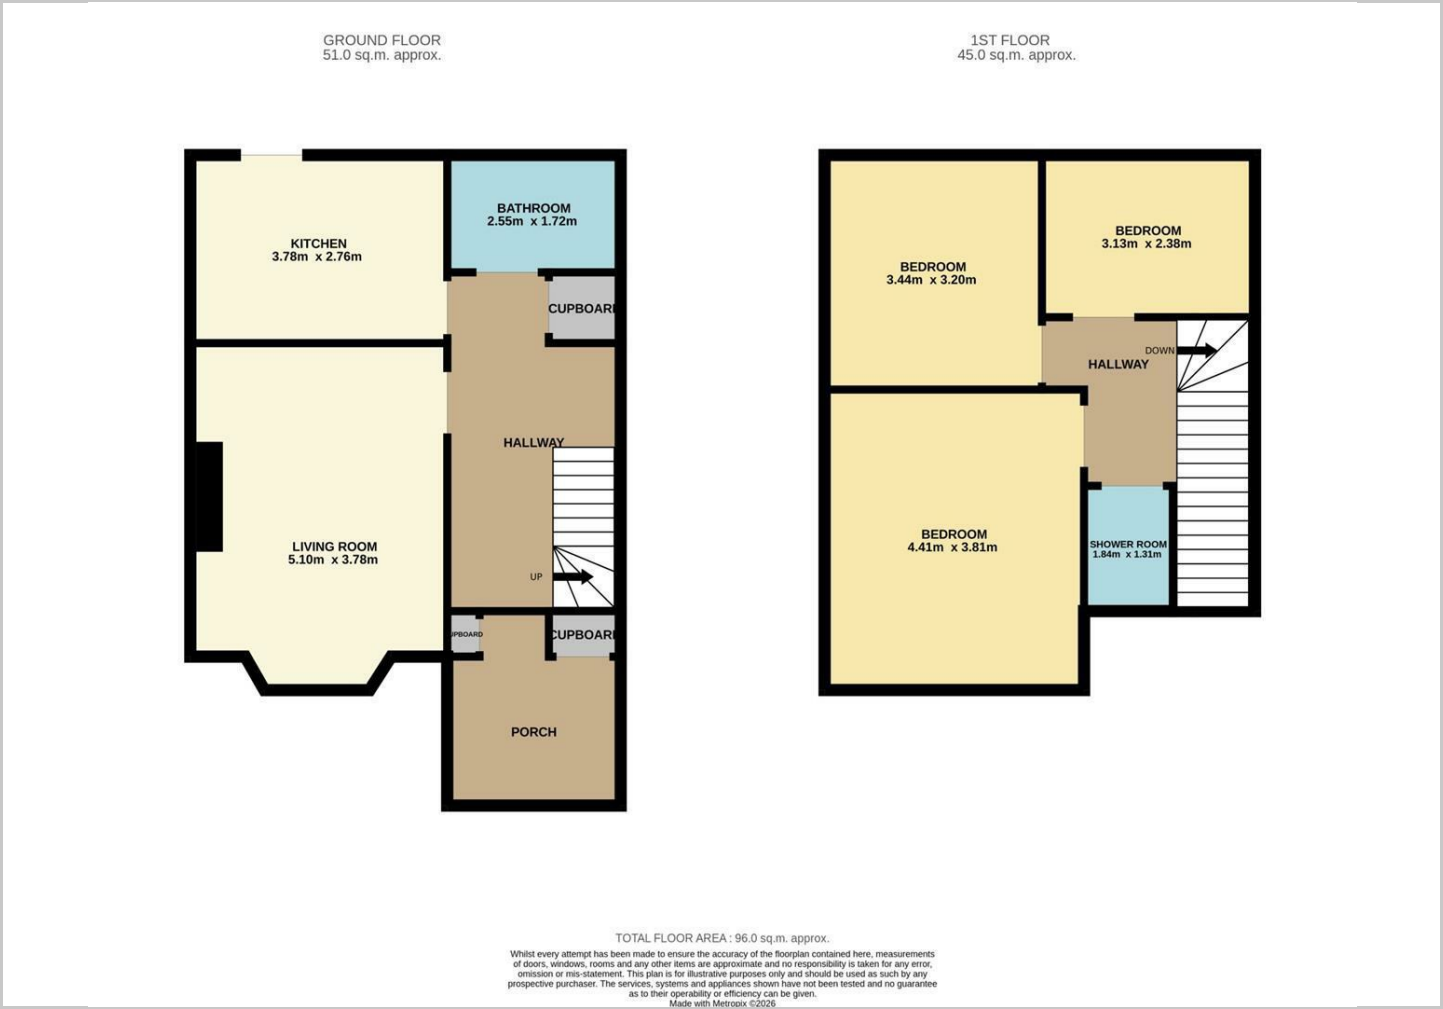 GROUND FLOOR
51.0 sq.m. approx.
1ST FLOOR
45.0 sq.m. approx.
KITCHEN
3.78m x 2.76m
BATHROOM
2.55m x 1.72m
CUPBOARD
HALLWAY
LIVING ROOM
5.10m x 3.78m
UP
UPBOARD
CUPBOARD
PORCH
BEDROOM
3.44m x 3.20m
BEDROOM
3.13m x 2.38m
DOWN
HALLWAY
BEDROOM
4.41m x 3.81m
SHOWER ROOM
1.84m x 1.31m
TOTAL FLOOR AREA : 96.0 sq.m. approx.
Whilst every attempt has been made to ensure the accuracy of the floorplan contained here, measurements
of doors, windows, rooms and any other items are approximate and no responsibility is taken for any error,
omission or mis-statement. This plan is for illustrative purposes only and should be used as such by any
prospective purchaser. The services, systems and appliances shown have not been tested and no guarantee
as to their operability or efficiency can be given.
Made with Metropix ©2026